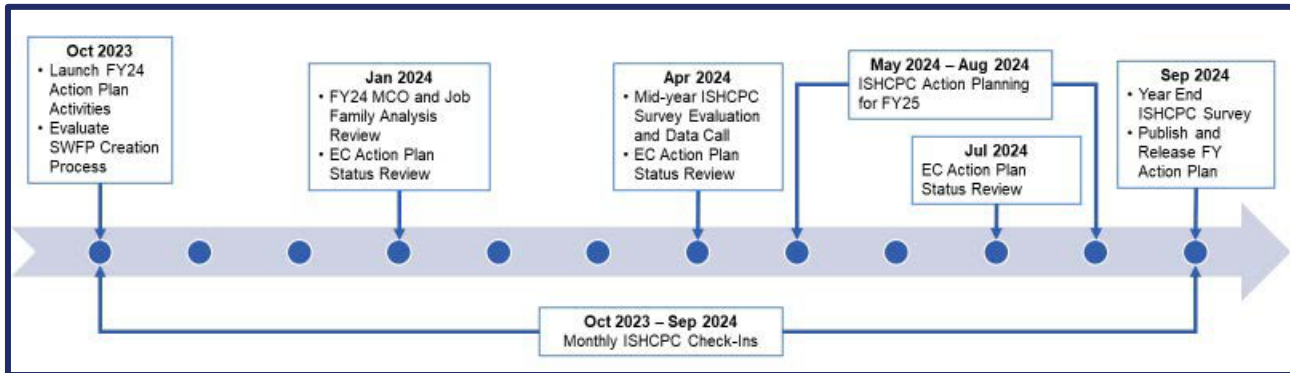 Oct 2023
• Launch FY24
Action Plan
Activities
• Evaluate
SWFP Creation
Process
Jan 2024
• FY24 MCO and Job
Family Analysis
Review
• EC Action Plan
Status Review
Apr 2024
• Mid-year ISHCPC
Survey Evaluation
and Data Call
• EC Action Plan
Status Review
May 2024 – Aug 2024
ISHCPC Action Planning
for FY25
Jul 2024
EC Action Plan
Status Review
Sep 2024
• Year End
ISHCPC Survey
• Publish and
Release FY
Action Plan
Oct 2023 – Sep 2024
Monthly ISHCPC Check-Ins